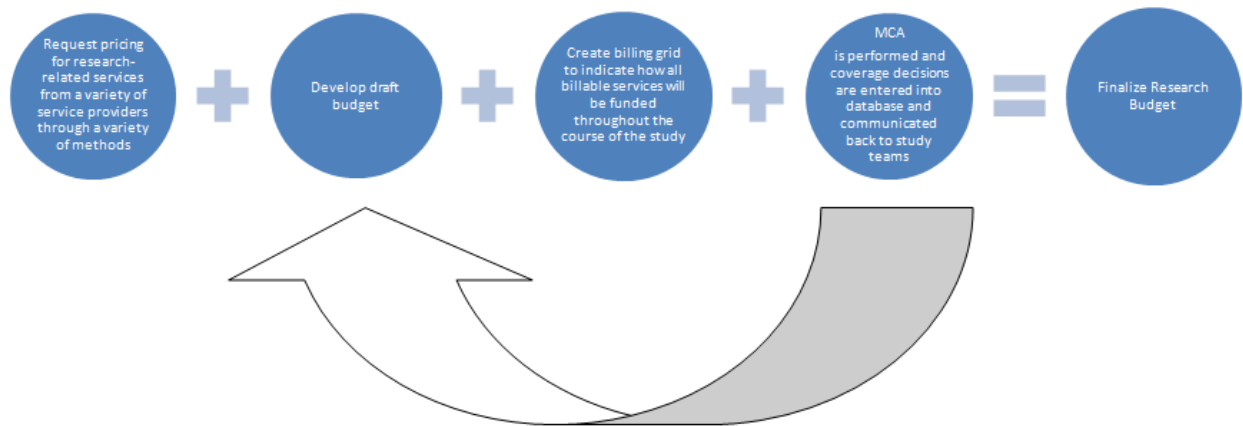 Request pricing
for research-
related services
from a variety of
service providers
through a variety
of methods
Develop draft
budget
Create billing grid
to indicate how all
billable services will
be funded
throughout the
course of the study
MCA
is performed and
coverage decisions
are entered into
database and
communicated
back to study
teams
Finalize Research
Budget